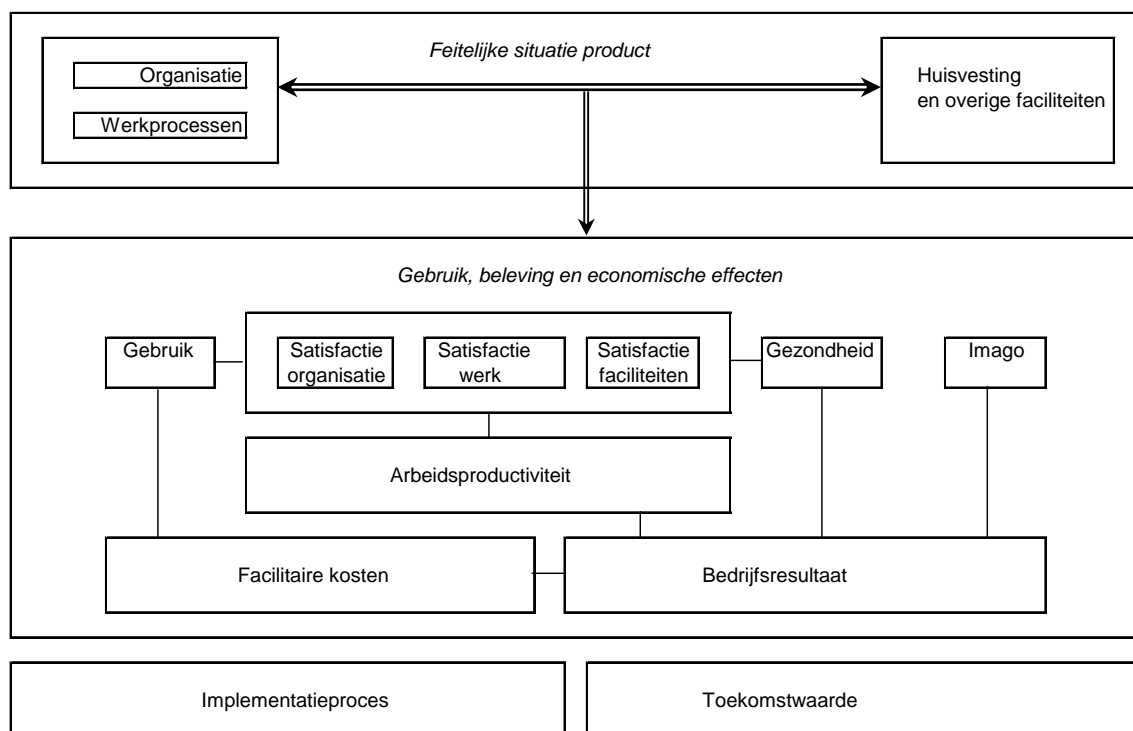 Feitelijke situatie product
Organisatie
Werkprocessen
Huisvesting
en overige faciliteiten
Gebruik, beleving en economische effecten
Gebruik
Satisfactie
organisatie
Satisfactie
werk
Satisfactie
faciliteiten
Gezondheid
Imago
Arbeidsproductiviteit
Facilitaire kosten
Bedrijfsresultaat
Implementatieproces
Toekomstwaarde